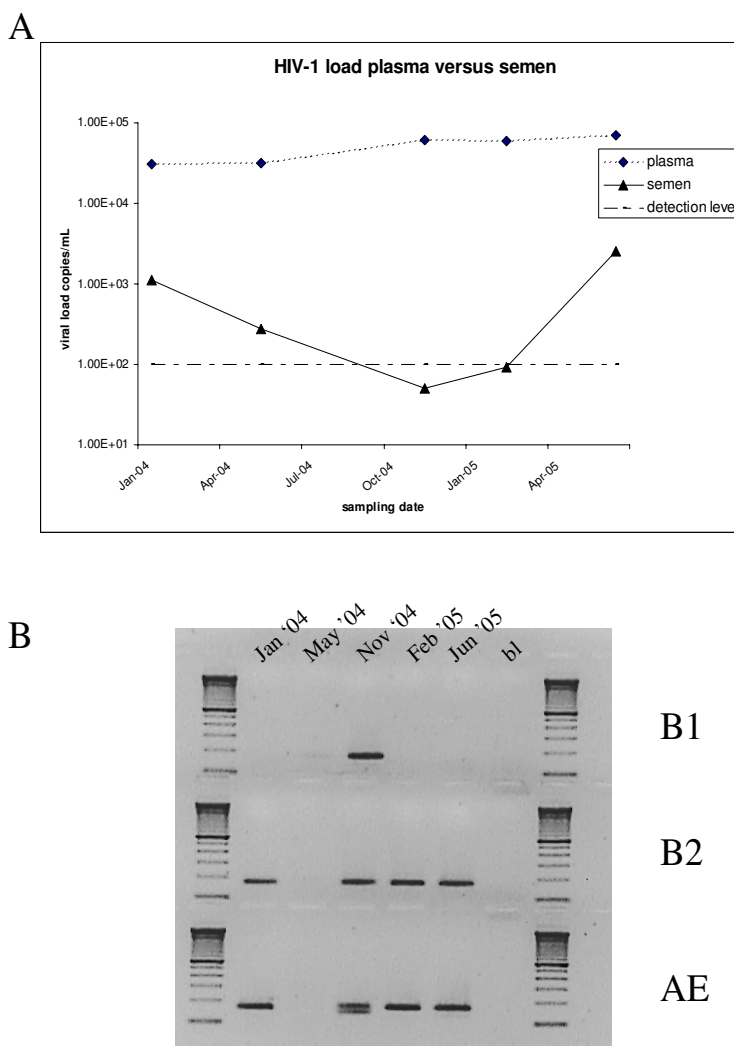 A
HIV-1 load plasma versus semen
1.00E+05
1.00E+04
1.00E+03
1.00E+02
1.00E+01
viral load copies/mL
Jan-04
Apr-04
Jul-04
Oct-04
Jan-05
Apr-05
sampling date
plasma
semen
detection level
B
Jan '04
May '04
Nov '04
Feb '05
Jun '05
bl
B1
B2
AE